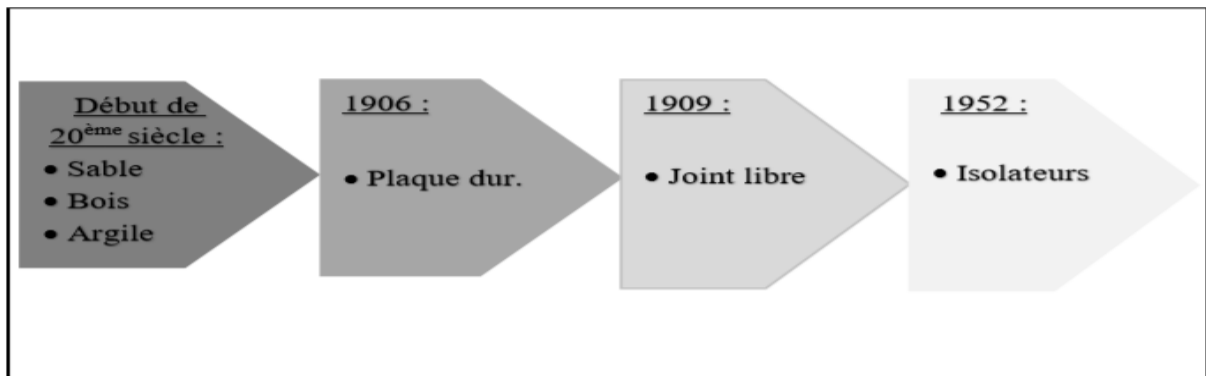 Début de
20ème siècle :
• Sable
• Bois
• Argile
1906 :
• Plaque dur.
1909 :
• Joint libre
1952 :
• Isolateurs